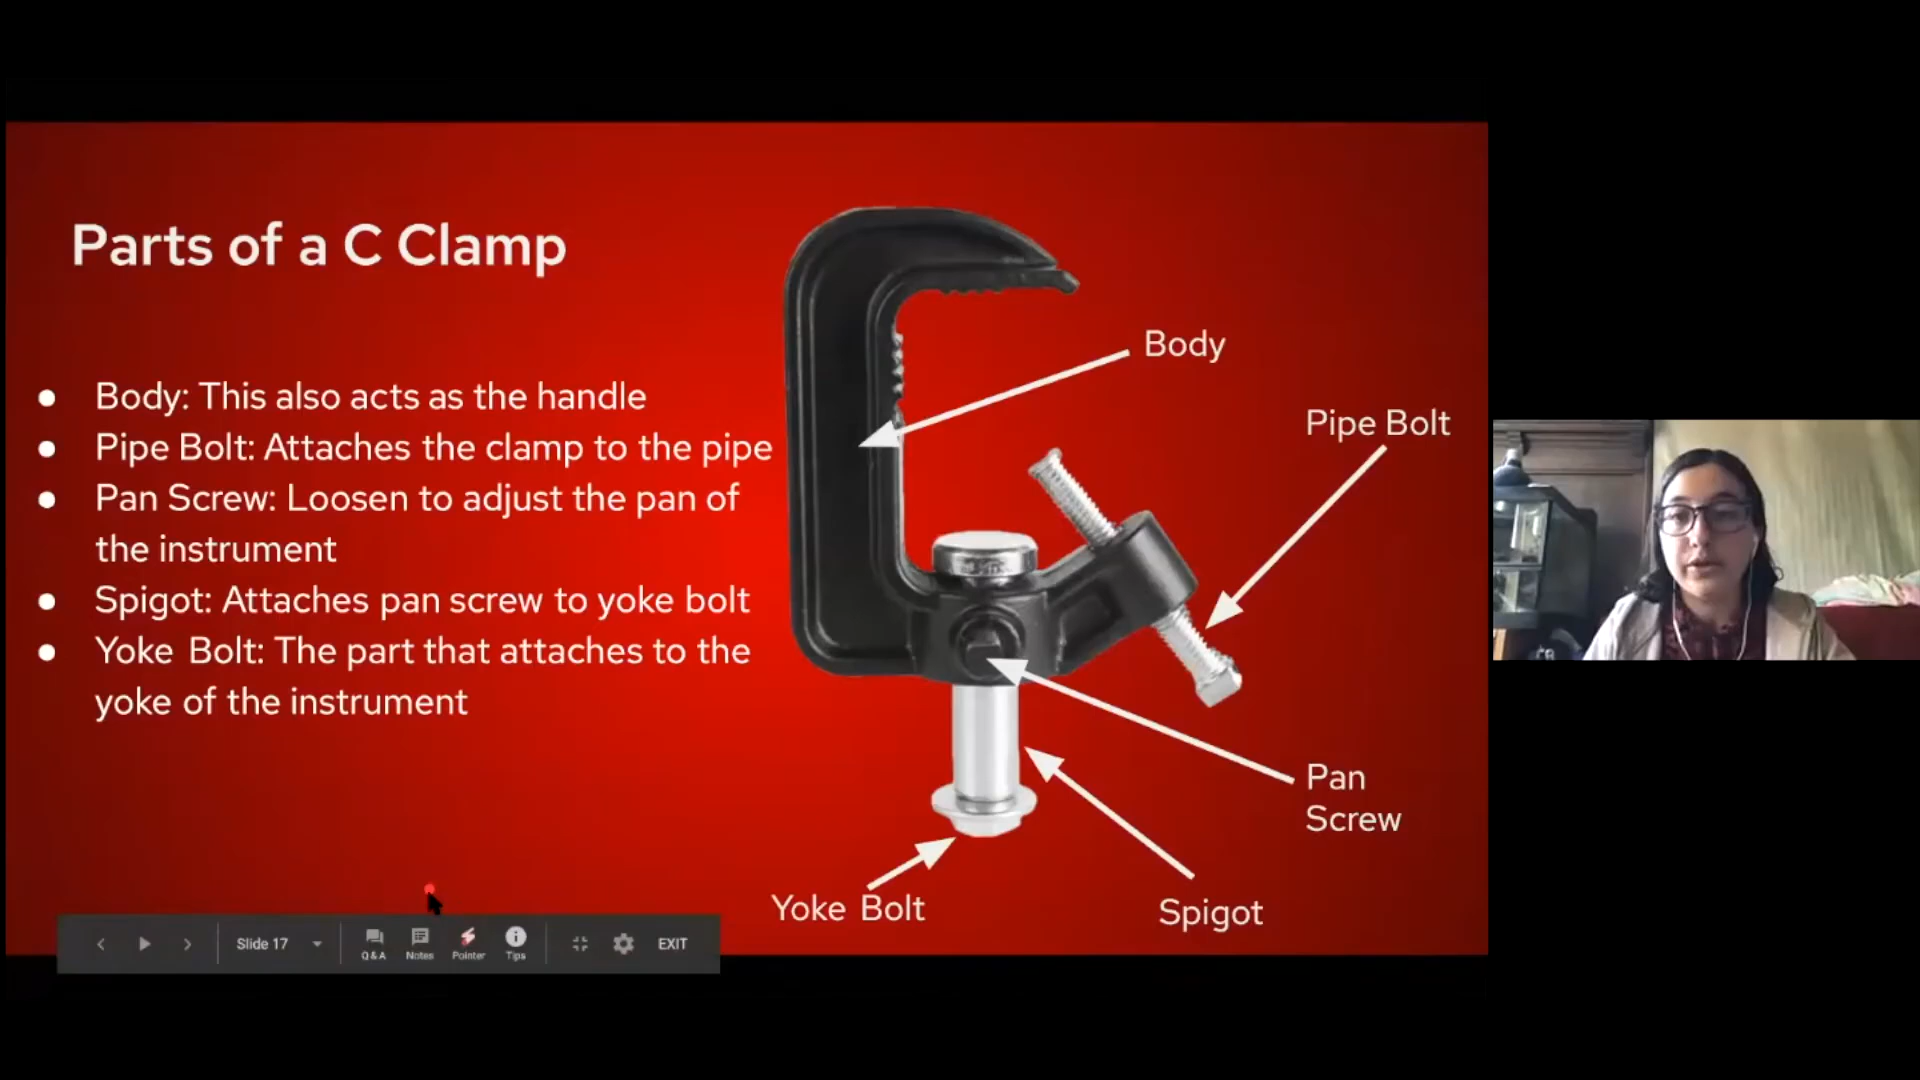 Parts of a C Clamp
Body: This also acts as the handle
Pipe Bolt: Attaches the clamp to the pipe
Pan Screw: Loosen to adjust the pan of
the instrument
Spigot: Attaches pan screw to yoke bolt
Yoke Bolt: The part that attaches to the
yoke of the instrument
Body
Pipe Bolt
Pan
Screw
Yoke Bolt
Spigot
Slide 17
Q&A
Notes
Pointer
Tips
EXIT